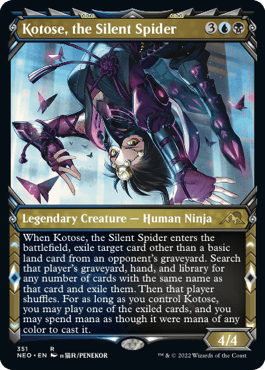 Kotose, the Silent Spider 3
Legendary Creature — Human Ninja
When Kotose, the Silent Spider enters the
battlefield, exile target card other than a basic
land card from an opponent's graveyard. Search
that player's graveyard, hand, and library for
any number of cards with the same name as
that card and exile them. Then that player
shuffles. For as long as you control Kotose,
you may play one of the exiled cards, and you
may spend mana as though it were mana of any
color to cast it.
4/4
351 R
NEO • EN PENEKOR
™ & © 2022 Wizards of the Coast